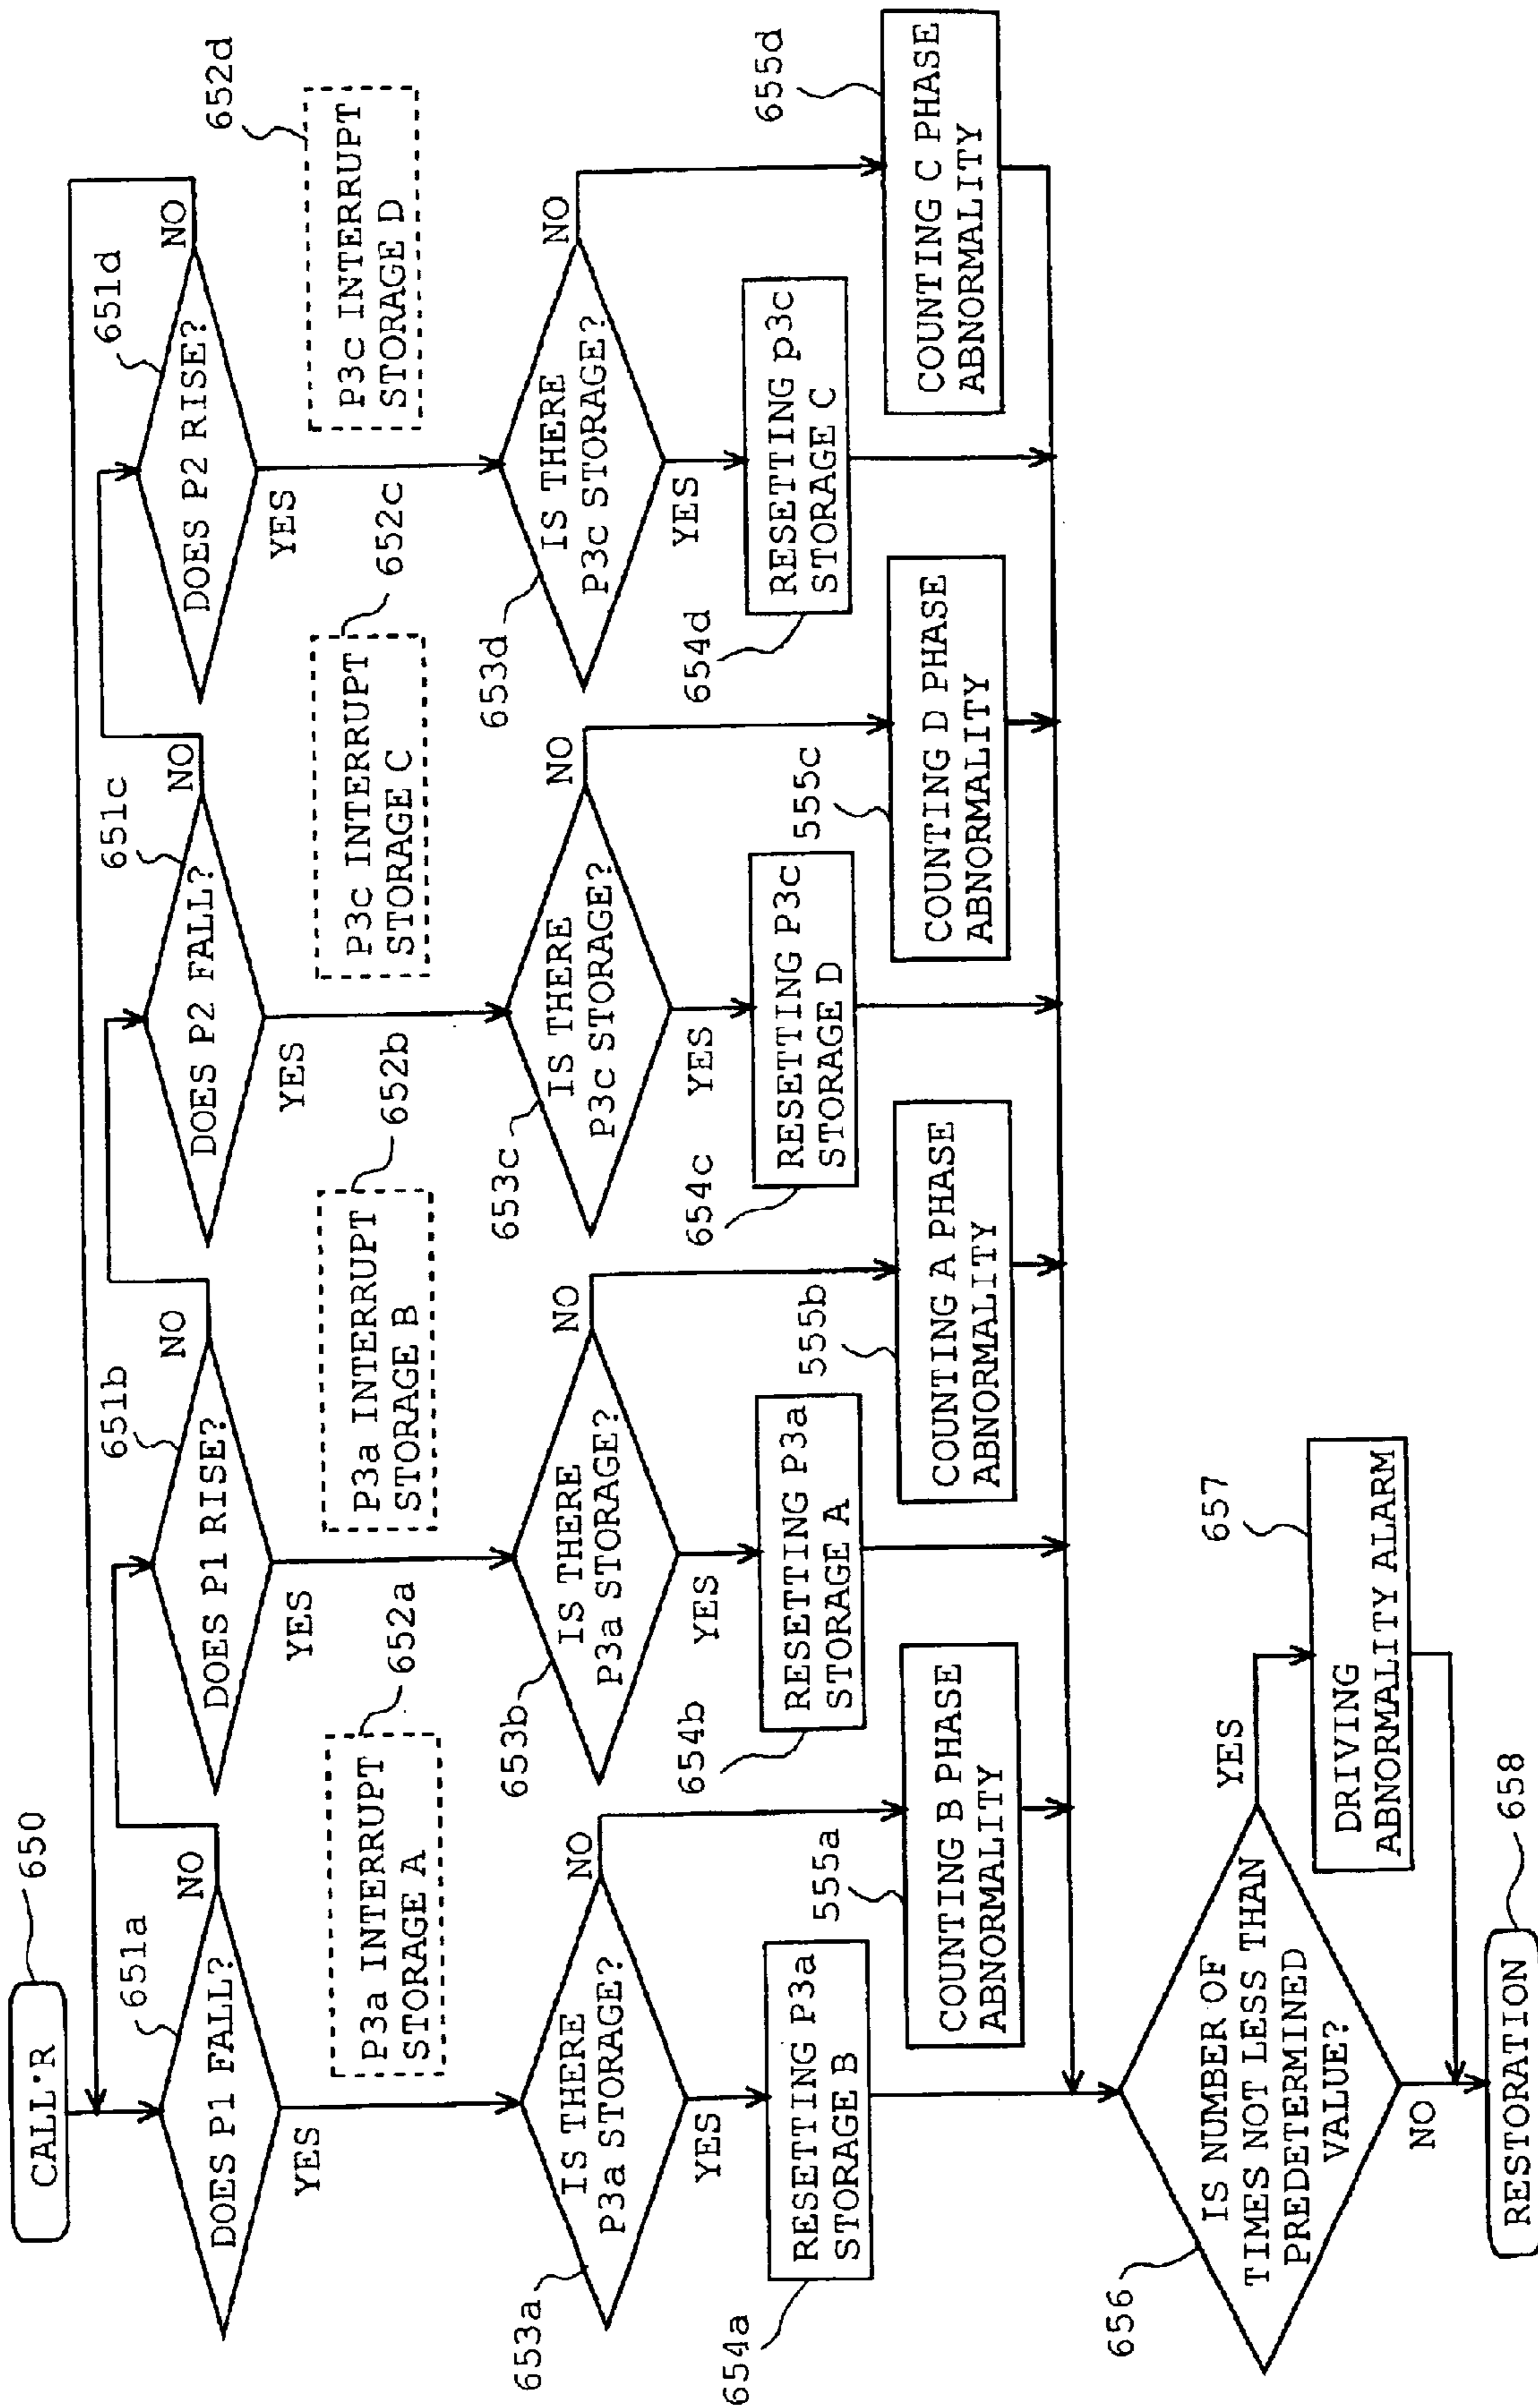 CALL'R
650
DOES P1 FALL?
651a
NO
YES
DOES P1 RISE?
651b
NO
YES
DOES P2 FALL?
651c
NO
YES
DOES P2 RISE?
651d
NO
YES
P3a INTERRUPT
STORAGE A
652a
P3a INTERRUPT
STORAGE B
652b
P3c INTERRUPT
STORAGE C
652c
P3c INTERRUPT
STORAGE D
652d
653a
IS THERE
P3a STORAGE?
NO
YES
653b
IS THERE
P3a STORAGE?
NO
YES
653c
IS THERE
P3c STORAGE?
NO
YES
653d
IS THERE
P3c STORAGE?
NO
YES
654a
RESETTING P3a
STORAGE B
654b
RESETTING P3a
STORAGE A
654c
RESETTING P3c
STORAGE D
654d
RESETTING p3c
STORAGE C
555a
COUNTING B PHASE
ABNORMALITY
555b
COUNTING A PHASE
ABNORMALITY
555c
COUNTING D PHASE
ABNORMALITY
655d
COUNTING C PHASE
ABNORMALITY
656
IS NUMBER OF
TIMES NOT LESS THAN
PREDETERMINED
VALUE?
YES
NO
657
DRIVING
ABNORMALITY ALARM
RESTORATION
658